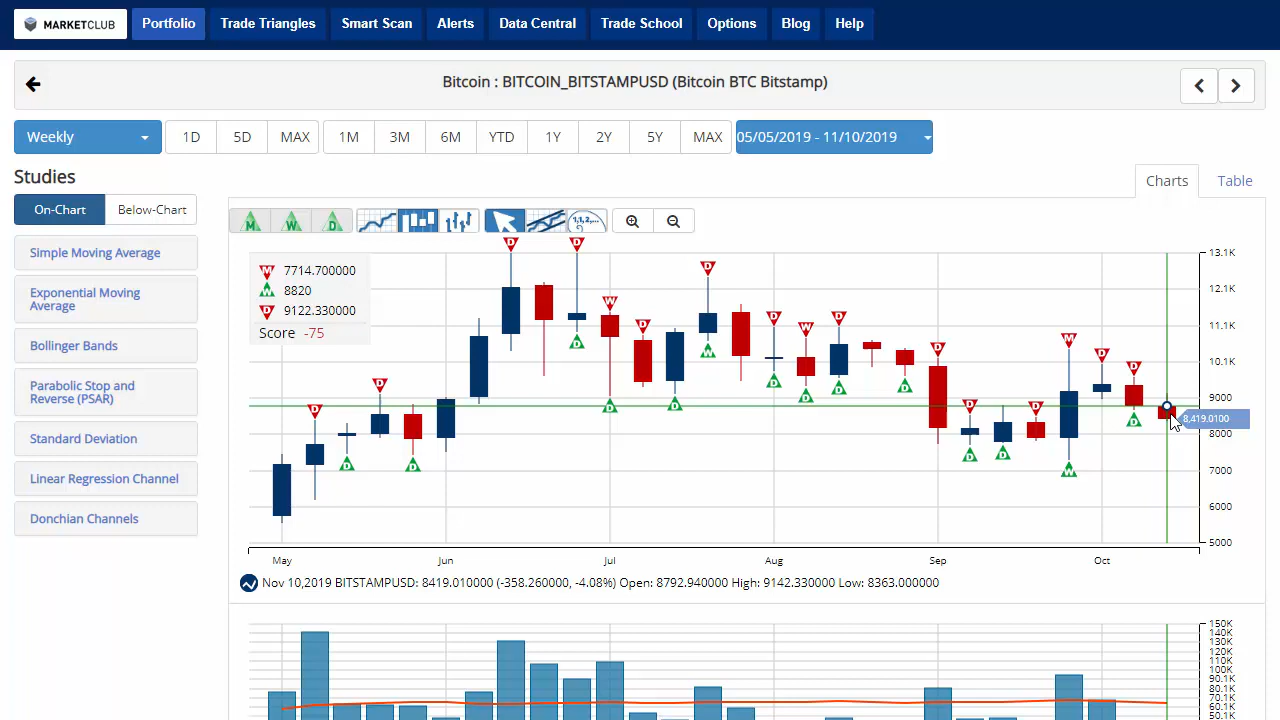 MARKETCLUB Portfolio Trade Triangles Smart Scan Alerts Data Central Trade School Options Blog Help
Bitcoin : BITCOIN_BITSTAMPUSD (Bitcoin BTC Bitstamp)
Weekly 1D 5D MAX 1M 3M 6M YTD 1Y 2Y 5Y MAX 05/05/2019 - 11/10/2019
Studies
Charts Table
On-Chart Below-Chart
M W D
Simple Moving Average
Exponential Moving
Average
Bollinger Bands
Parabolic Stop and
Reverse (PSAR)
Standard Deviation
Linear Regression Channel
Donchian Channels
M 7714.700000
W 8820
D 9122.330000
Score -75
13.1K
12.1K
11.1K
10.1K
9000
8,419.0100
8000
7000
6000
5000
May Jun Jul Aug Sep Oct
Nov 10,2019 BITSTAMPUSD: 8419.010000 (-358.260000, -4.08%) Open: 8792.940000 High: 9142.330000 Low: 8363.000000
150K
140K
130K
120K
110K
100K
90.1K
80.1K
70.1K
60.1K